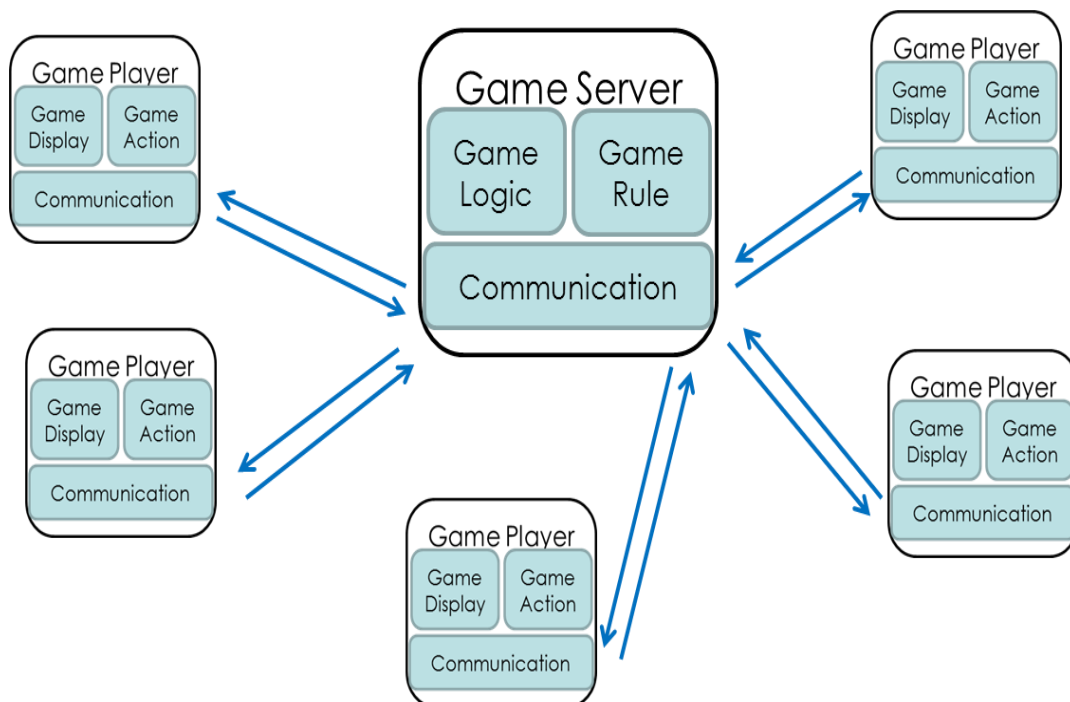 Game Player
Game
Display
Game
Action
Communication
Game Server
Game
Logic
Game
Rule
Communication
Game Player
Game
Display
Game
Action
Communication
Game Player
Game
Display
Game
Action
Communication
Game Player
Game
Display
Game
Action
Communication
Game Player
Game
Display
Game
Action
Communication